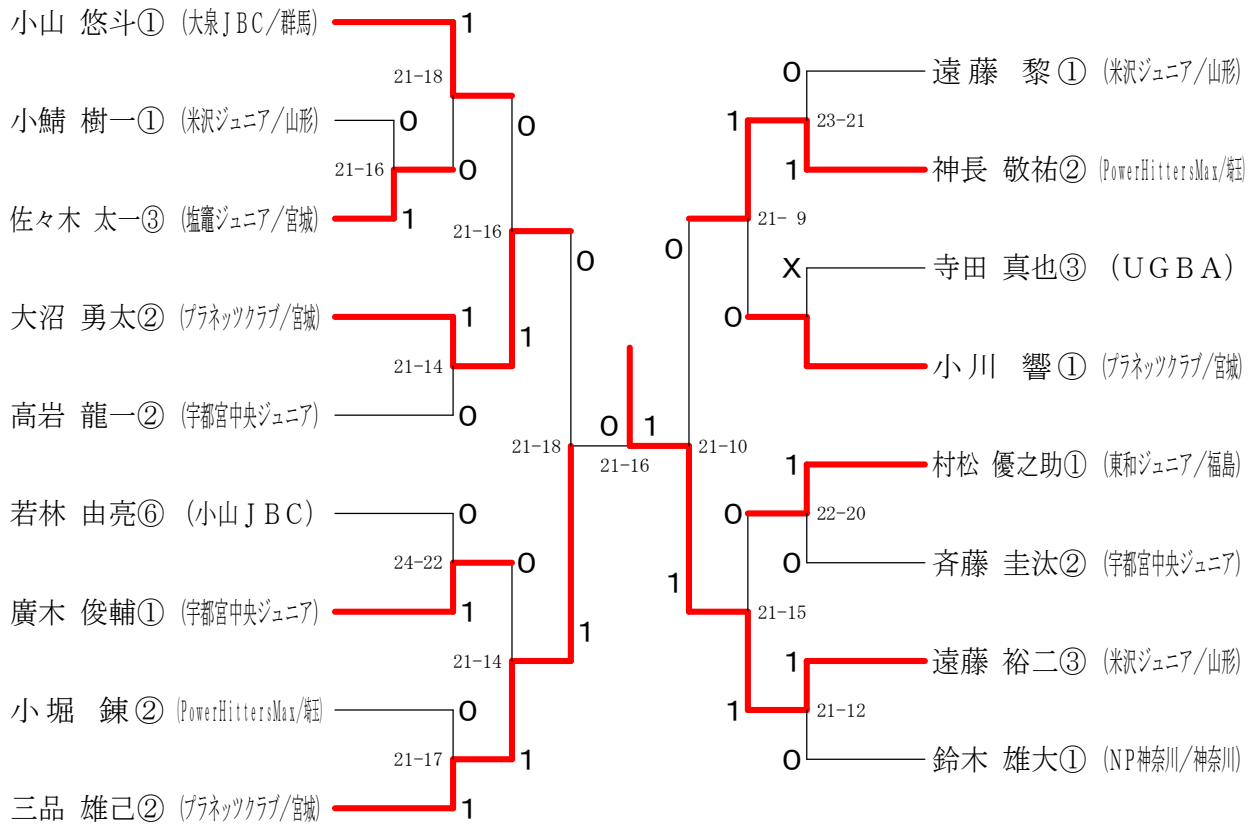 小山 悠斗① (大泉JBC/群馬)
1
21-18
小鯖 樹一① (米沢ジュニア/山形)
0
0
21-16
0
佐々木 太一③ (塩竈ジュニア/宮城)
1
21-16
0
大沼 勇太② (プラネッツクラブ/宮城)
1
1
21-14
高岩 龍一② (宇都宮中央ジュニア)
0
21-18
若林 由亮⑥ (小山JBC)
0
24-22
0
廣木 俊輔① (宇都宮中央ジュニア)
1
1
21-14
小堀 錬② (PowerHittersMax/埼玉)
0
21-17
1
三品 雄己② (プラネッツクラブ/宮城)
1
0 1
21-16
0
遠藤 黎① (米沢ジュニア/山形)
1
23-21
1
神長 敬祐② (PowerHittersMax/埼玉)
21- 9
0
X
寺田 真也③ (UGBA)
0
小川 響① (プラネッツクラブ/宮城)
21-10
1
村松 優之助① (東和ジュニア/福島)
0
22-20
0
斉藤 圭汰② (宇都宮中央ジュニア)
1
21-15
1
遠藤 裕二③ (米沢ジュニア/山形)
1
21-12
0
鈴木 雄大① (NP神奈川/神奈川)